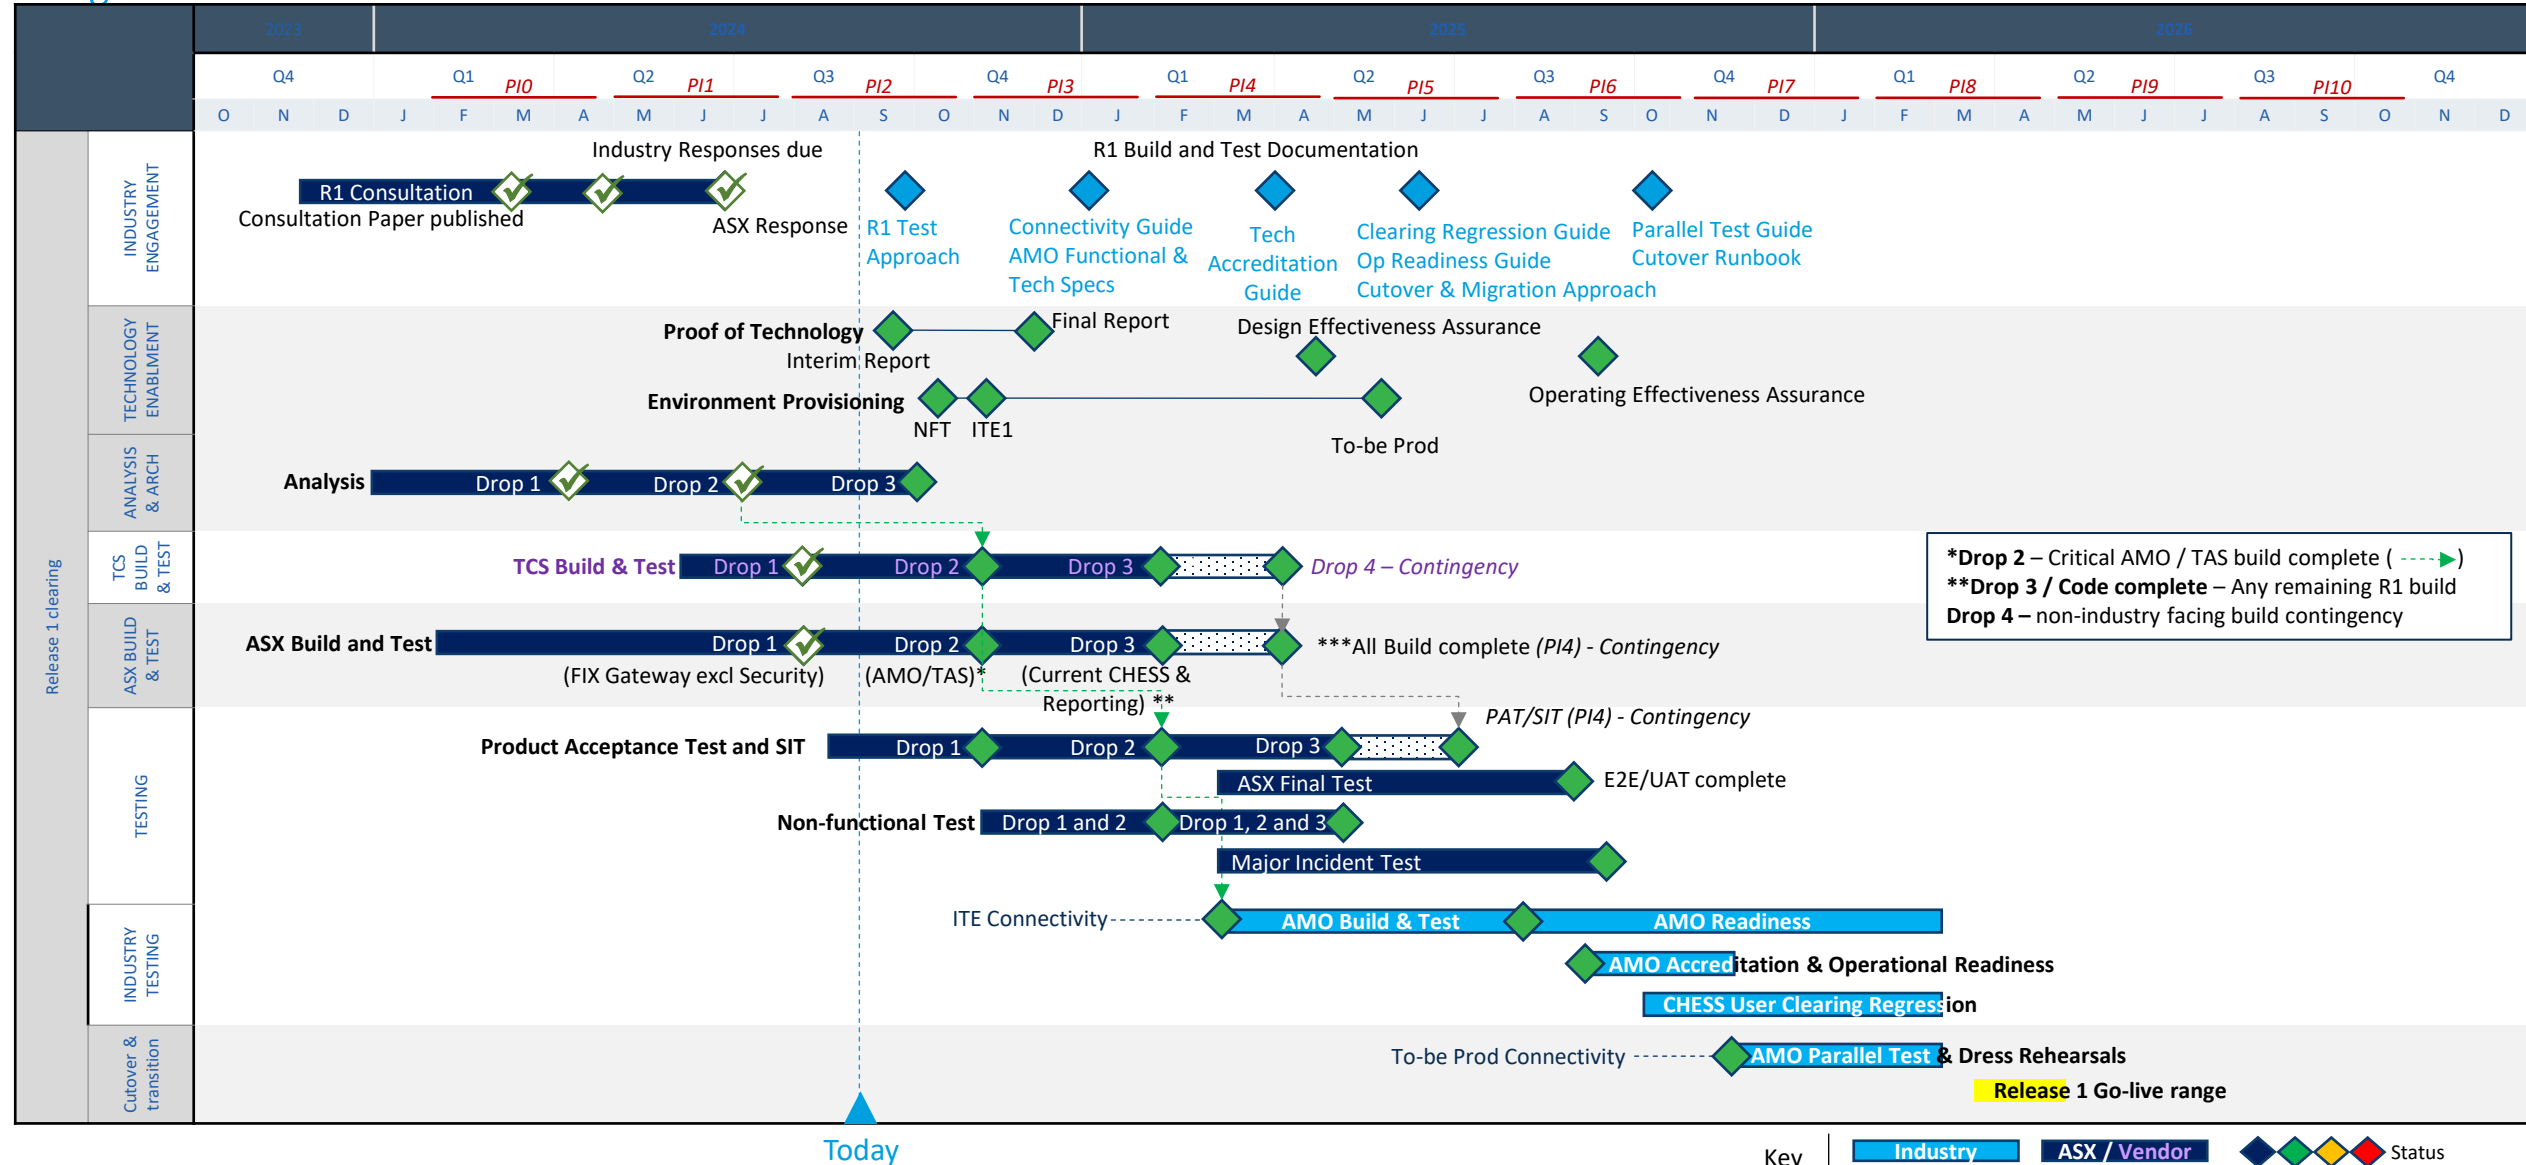 2023 2024 2025 2026
Q4 Q1 Q2 Q3 Q4 Q1 Q2 Q3 Q4 Q1 Q2 Q3 Q4
PI0 PI1 PI2 PI3 PI4 PI5 PI6 PI7 PI8 PI9 PI10
O N D J F M A M J J A S O N D J F M A M J J A S O N D J F M A M J J A S O N D
Release 1 clearing
INDUSTRY
ENGAGEMENT
Industry Responses due
R1 Build and Test Documentation
R1 Consultation
Consultation Paper published
ASX Response
R1 Test
Approach
Connectivity Guide
AMO Functional &
Tech Specs
Tech
Accreditation
Guide
Clearing Regression Guide
Op Readiness Guide
Cutover & Migration Approach
Parallel Test Guide
Cutover Runbook
TECHNOLOGY
ENABLMENT
Proof of Technology
Interim Report
Final Report
Design Effectiveness Assurance
Operating Effectiveness Assurance
Environment Provisioning
NFT
ITE1
To-be Prod
ANALYSIS
& ARCH
Analysis
Drop 1
Drop 2
Drop 3
TCS
BUILD
& TEST
TCS Build & Test
Drop 1
Drop 2
Drop 3
Drop 4 – Contingency
*Drop 2 – Critical AMO / TAS build complete ( )
**Drop 3 / Code complete – Any remaining R1 build
Drop 4 – non-industry facing build contingency
ASX BUILD
& TEST
ASX Build and Test
Drop 1
Drop 2
Drop 3
***All Build complete (PI4) - Contingency
(FIX Gateway excl Security)
(AMO/TAS)*
(Current CHESS &
Reporting) **
TESTING
PAT/SIT (PI4) - Contingency
Product Acceptance Test and SIT
Drop 1
Drop 2
Drop 3
ASX Final Test
E2E/UAT complete
Non-functional Test
Drop 1 and 2
Drop 1, 2 and 3
Major Incident Test
INDUSTRY
TESTING
ITE Connectivity
AMO Build & Test
AMO Readiness
AMO Accreditation & Operational Readiness
CHESS User Clearing Regression
Cutover &
transition
To-be Prod Connectivity
AMO Parallel Test & Dress Rehearsals
Release 1 Go-live range
Today
Key
Industry
ASX / Vendor
Status